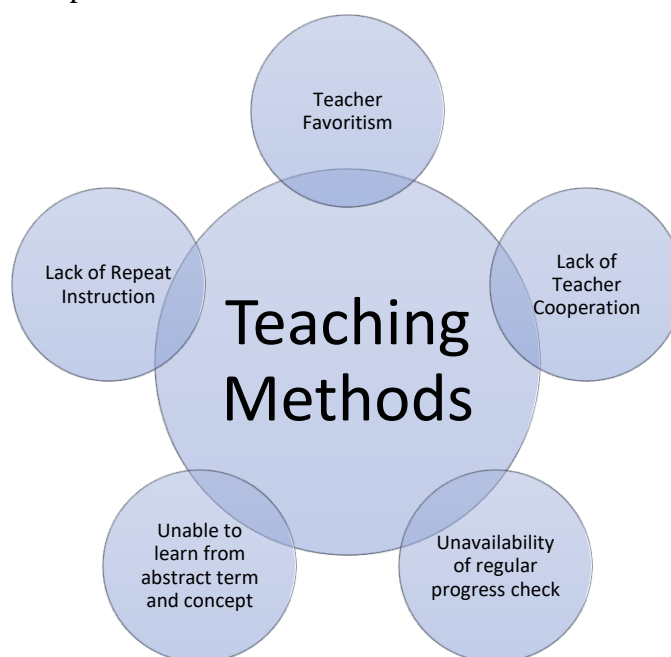 Teacher
Favoritism
Lack of Repeat
Instruction
Lack of
Teacher
Cooperation
Teaching
Methods
Unable to
learn from
abstract term
and concept
Unavailability
of regular
progress check